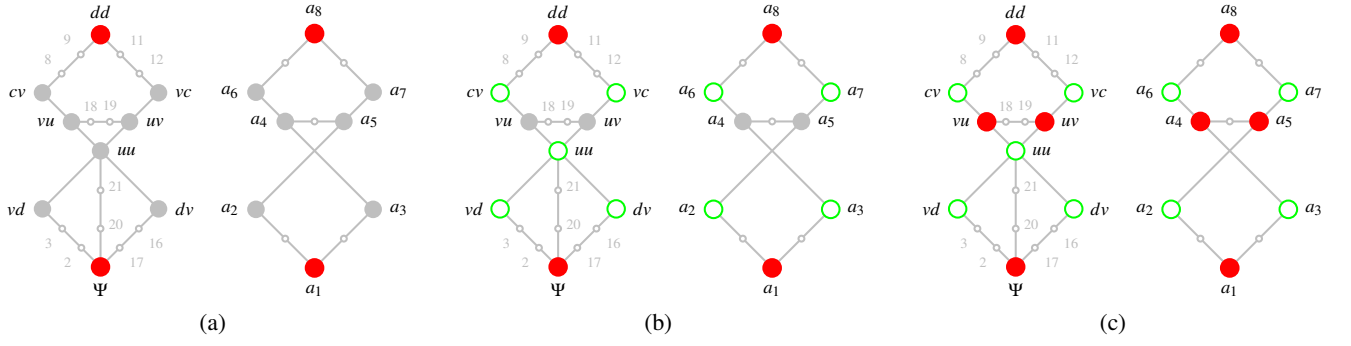 dd a8 dd a8 dd a8
9 11 9 11 9 11
8 12 8 12 8 12
cv vc a6 a7 cv vc a6 a7 cv vc a6 a7
18 19 18 19 18 19
vu uv a4 a5 vu uv a4 a5 vu uv a4 a5
uu uu uu
21 21 21
vd dv a2 a3 vd dv a2 a3 vd dv a2 a3
20 20 20
3 16 3 16 3 16
2 17 2 17 2 17
Ψ a1 Ψ a1 Ψ a1
(a) (b) (c)